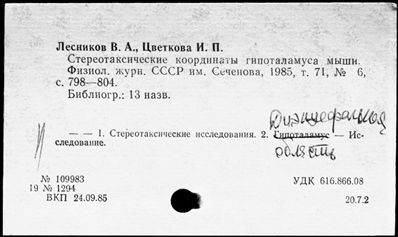 Лесников В. А., Цветкова И. П.
Стереотаксические координаты гипоталамуса мыши.
Физиол. журн. СССР им. Сеченова, 1985, т. 71, № 6,
с. 798—804.
Библиогр.: 13 назв.
Диэнцефальная
— — 1. Стереотаксические исследования. 2. Гипоталамус — Ис-
следование.
область
№ 109983
19 № 1294
ВКП 24.09.85
УДК 616.866.08
20.7.2